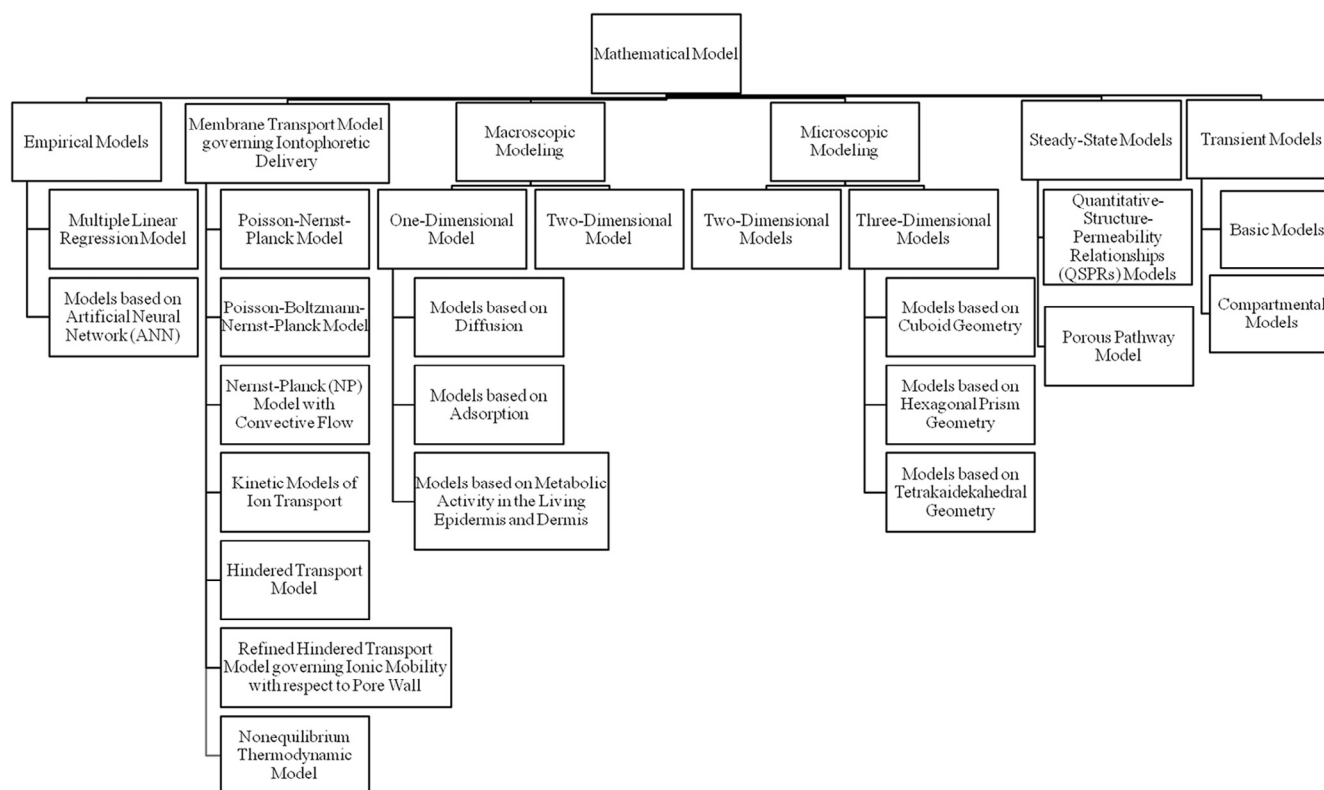 Mathematical Model
Empirical Models
Multiple Linear
Regression Model
Models based on
Artificial Neural
Network (ANN)
Membrane Transport Model
governing Iontophoretic
Delivery
Poisson-Nernst-
Planck Model
Poisson-Boltzmann-
Nernst-Planck Model
Nernst-Planck (NP)
Model with
Convective Flow
Kinetic Models of
Ion Transport
Hindered Transport
Model
Refined Hindered Transport
Model governing Ionic Mobility
with respect to Pore Wall
Nonequilibrium
Thermodynamic
Model
Macroscopic
Modeling
One-Dimensional
Model
Models based on
Diffusion
Models based on
Adsorption
Models based on Metabolic
Activity in the Living
Epidermis and Dermis
Two-Dimensional
Model
Microscopic
Modeling
Two-Dimensional
Models
Three-Dimensional
Models
Models based on
Cuboid Geometry
Models based on
Hexagonal Prism
Geometry
Models based on
Tetrakaidekahedral
Geometry
Steady-State Models
Quantitative-
Structure-
Permeability
Relationships
(QSPRs) Models
Porous Pathway
Model
Transient Models
Basic Models
Compartmental
Models